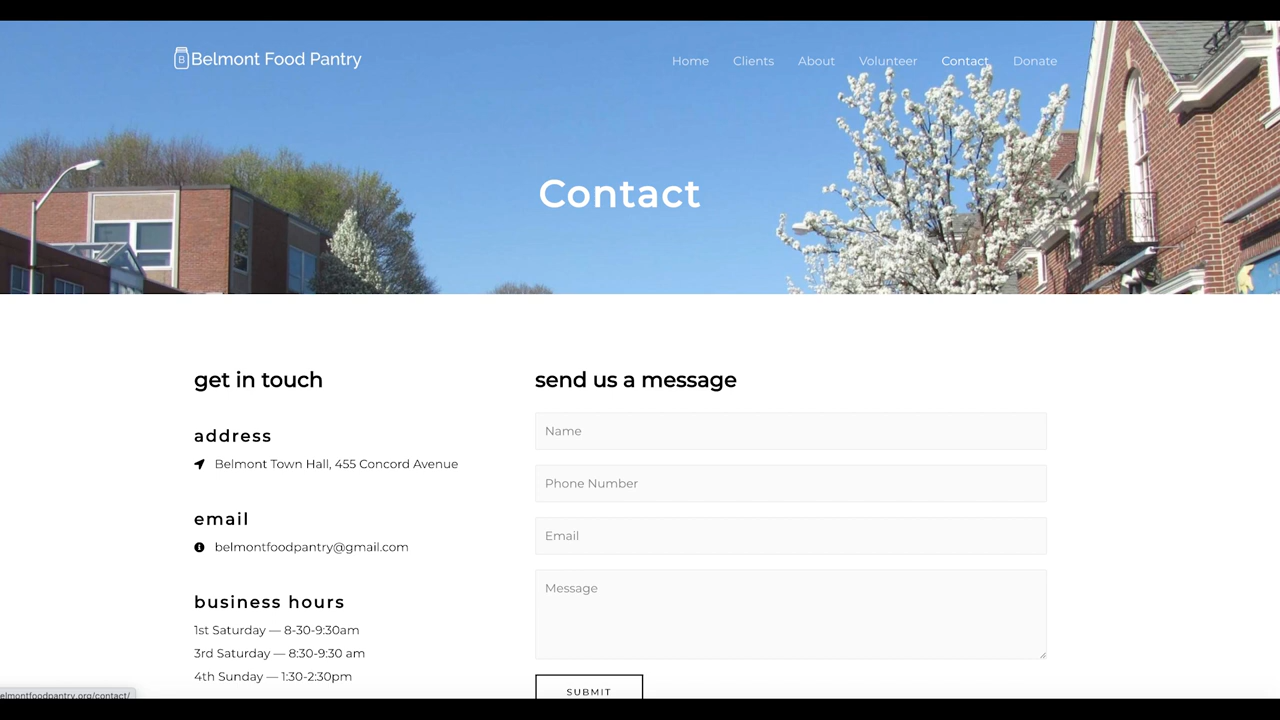 B Belmont Food Pantry
Home Clients About Volunteer Contact Donate
Contact
get in touch
address
Belmont Town Hall, 455 Concord Avenue
email
belmontfoodpantry@gmail.com
business hours
1st Saturday — 8-30-9:30am
3rd Saturday — 8:30-9:30 am
4th Sunday — 1:30-2:30pm
send us a message
Name
Phone Number
Email
Message
SUBMIT
elmontfoodpantry.org/contact/